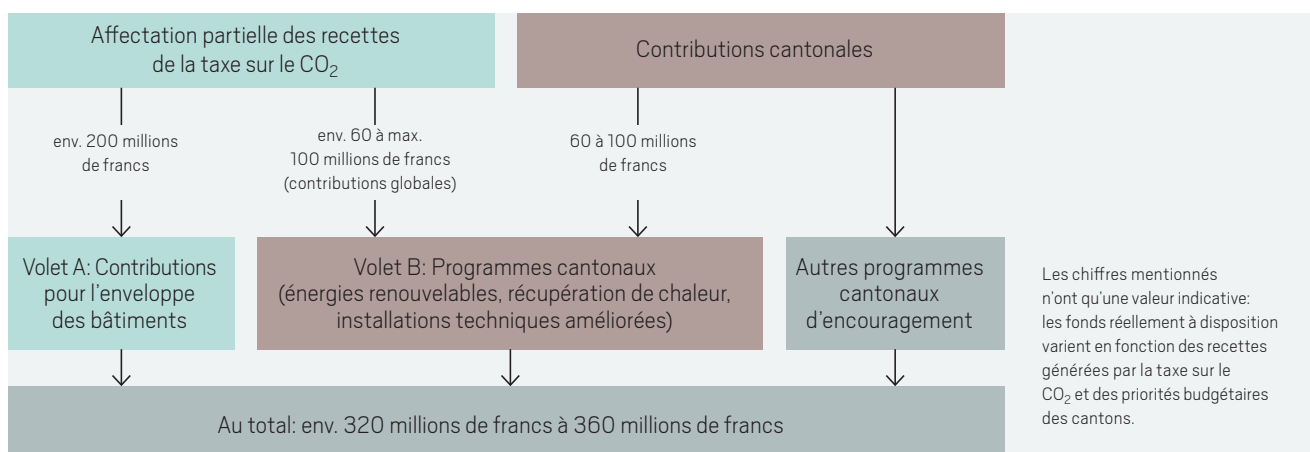 Affectation partielle des recettes
de la taxe sur le CO₂
Contributions cantonales
env. 200 millions
de francs
env. 60 à max.
100 millions de francs
(contributions globales)
60 à 100 millions
de francs
Volet A: Contributions
pour l'enveloppe
des bâtiments
Volet B: Programmes cantonaux
(énergies renouvelables, récupération de chaleur,
installations techniques améliorées)
Autres programmes
cantonaux
d'encouragement
Au total: env. 320 millions de francs à 360 millions de francs
Les chiffres mentionnés
n'ont qu'une valeur indicative:
les fonds réellement à disposition
varient en fonction des recettes
générées par la taxe sur le
CO₂ et des priorités budgétaires
des cantons.